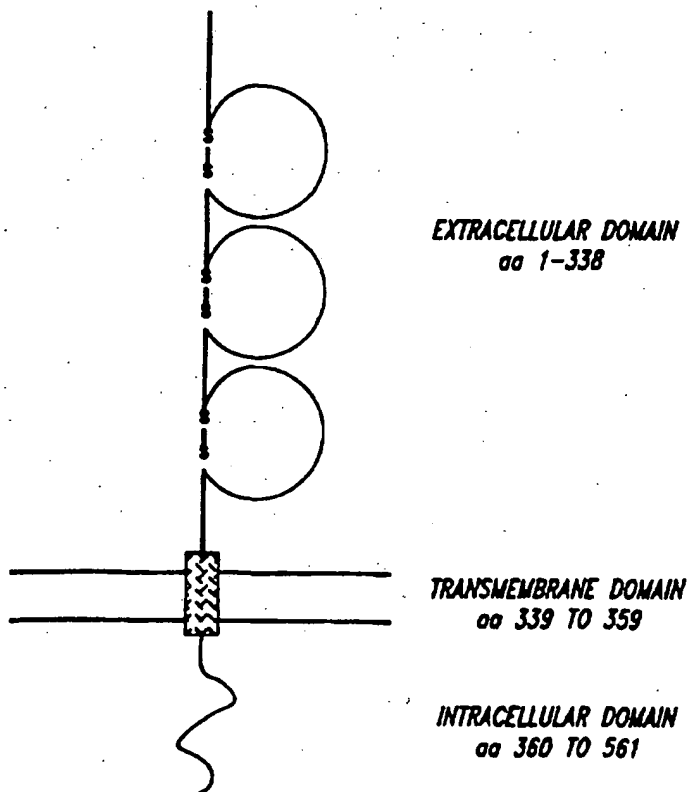 S
S
EXTRACELLULAR DOMAIN
aa 1-338
S
S
S
S
TRANSMEMBRANE DOMAIN
aa 339 TO 359
INTRACELLULAR DOMAIN
aa 360 TO 561